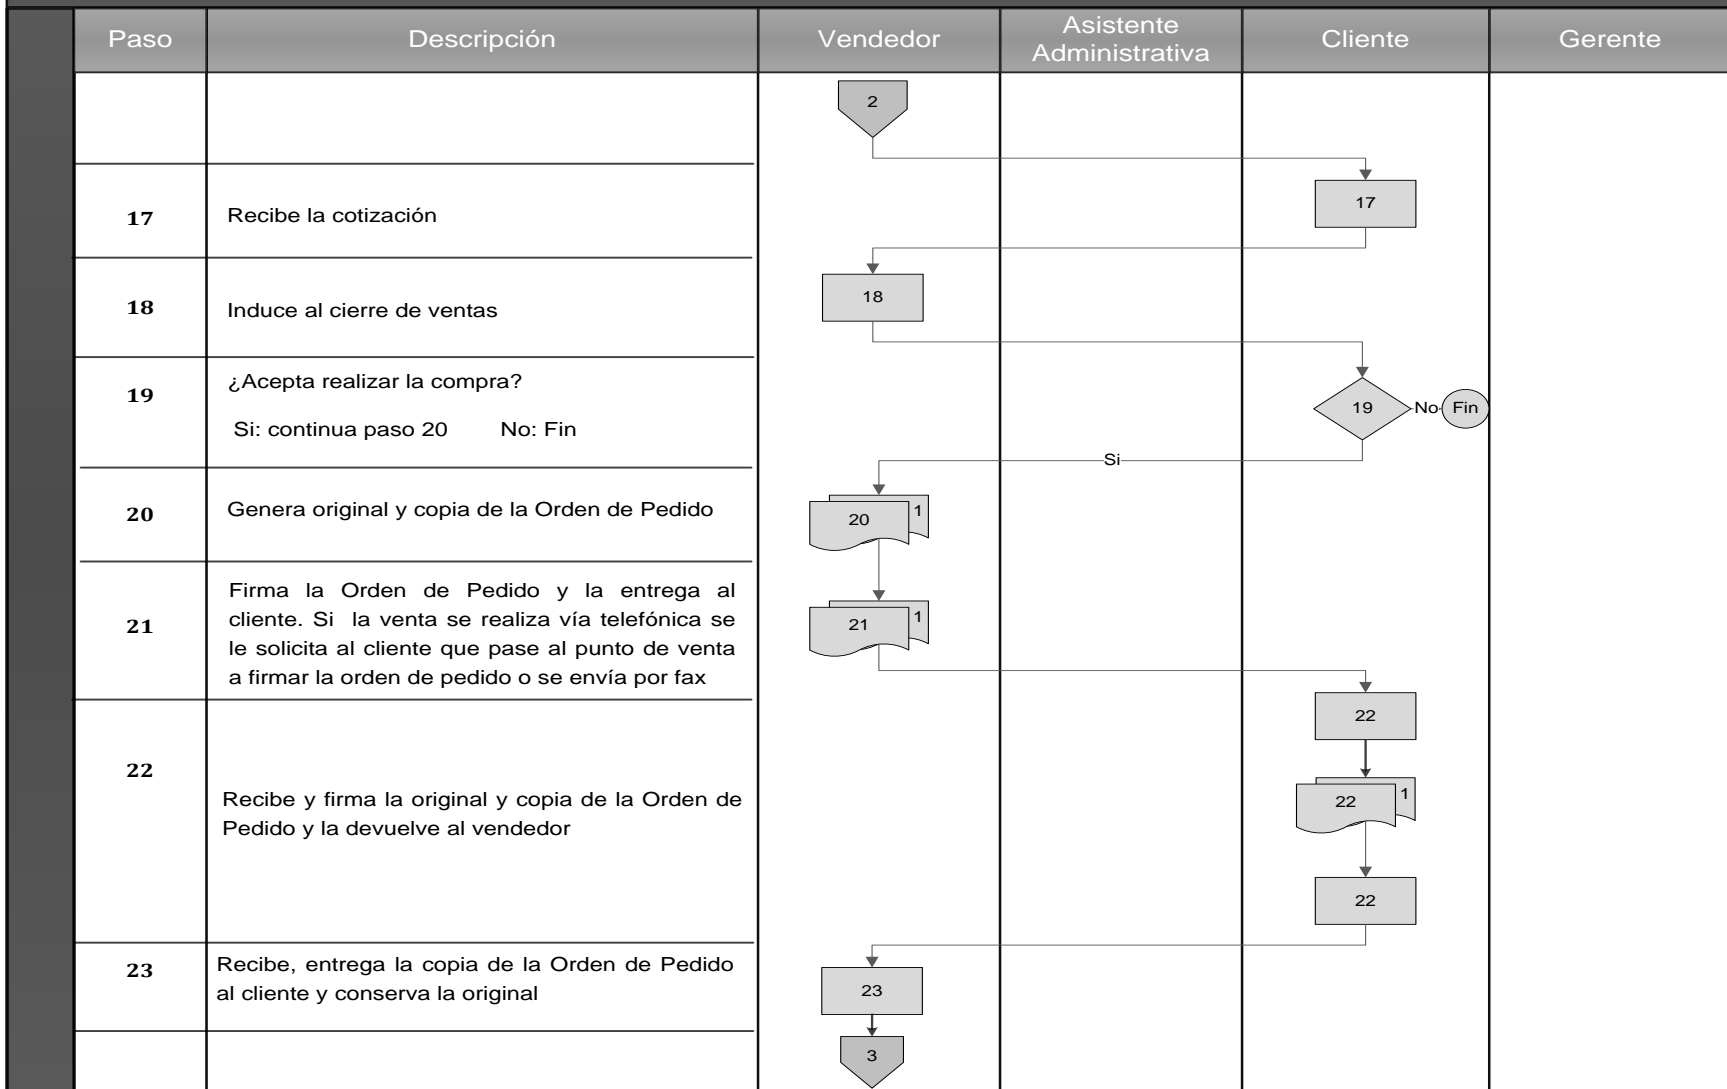 Paso
Descripción
Vendedor
Asistente
Administrativa
Cliente
Gerente
2
17
Recibe la cotización
17
18
Induce al cierre de ventas
18
19
¿Acepta realizar la compra?
Si: continua paso 20 No: Fin
19
No
Fin
Si
20
Genera original y copia de la Orden de Pedido
20
1
21
Firma la Orden de Pedido y la entrega al
cliente. Si la venta se realiza vía telefónica se
le solicita al cliente que pase al punto de venta
a firmar la orden de pedido o se envía por fax
21
1
22
Recibe y firma la original y copia de la Orden de
Pedido y la devuelve al vendedor
22
22
1
22
23
Recibe, entrega la copia de la Orden de Pedido
al cliente y conserva la original
23
3